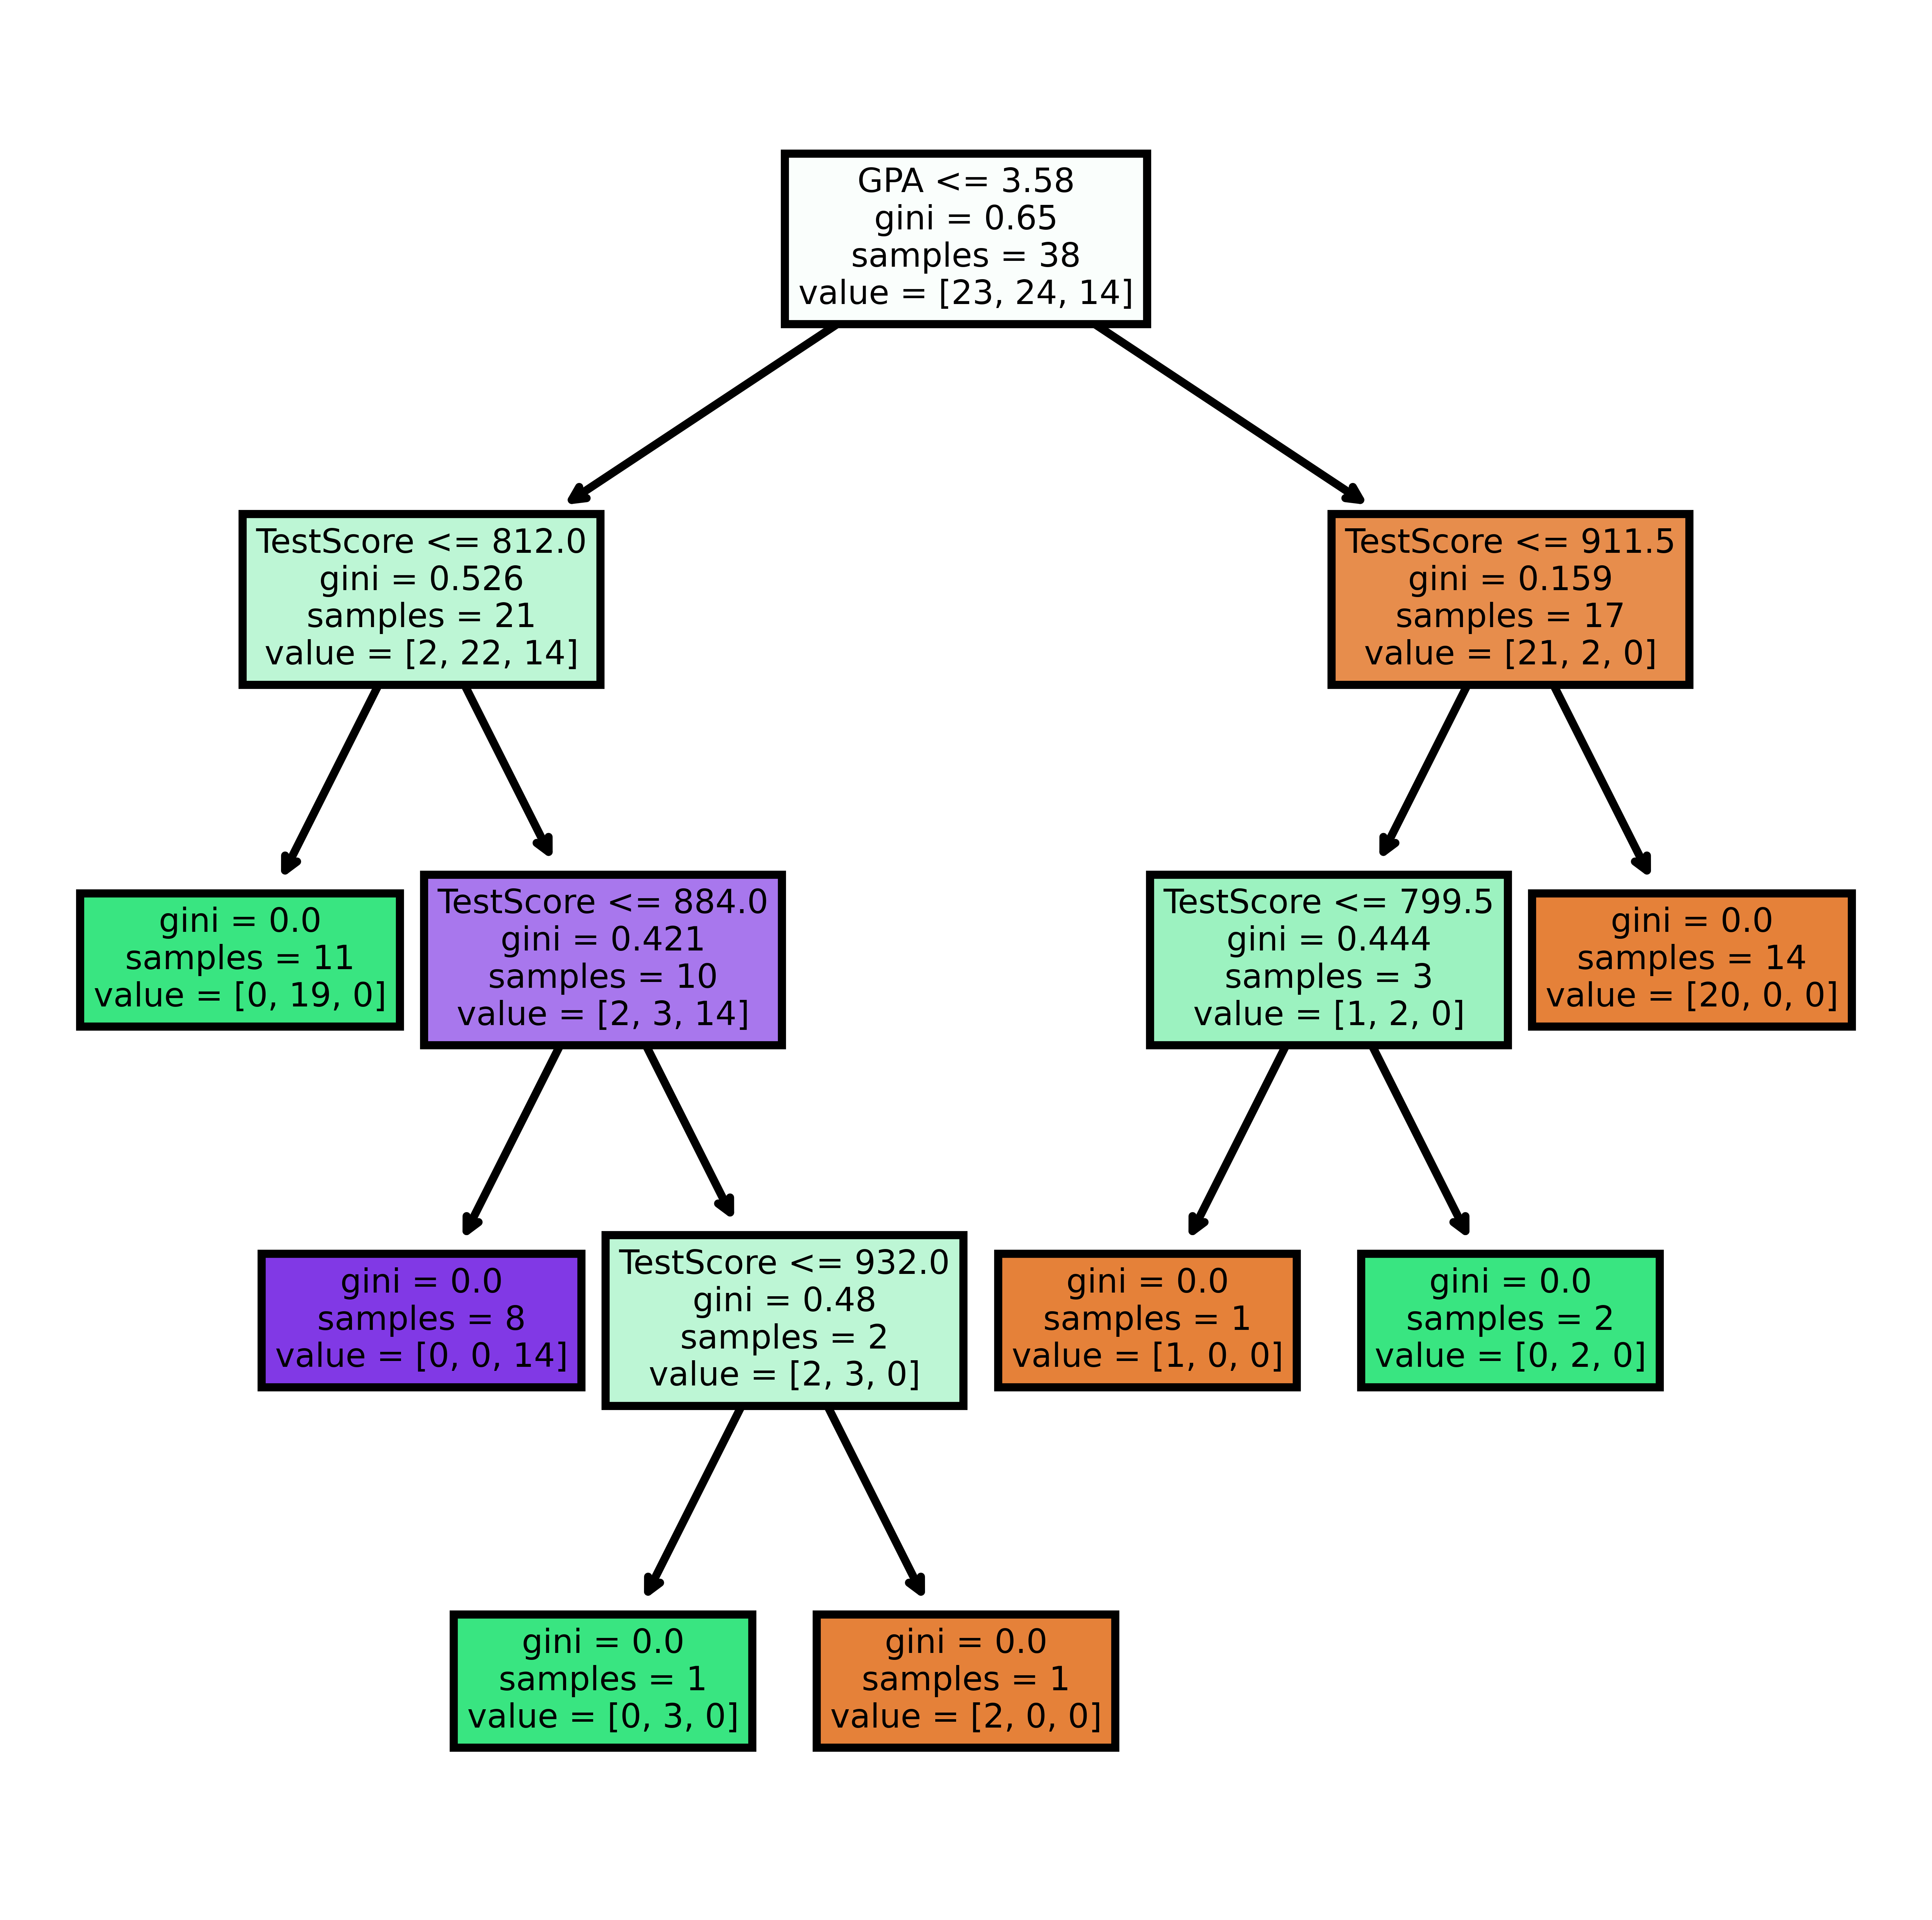 GPA <= 3.58
gini = 0.65
samples = 38
value = [23, 24, 14]
TestScore <= 812.0
gini = 0.526
samples = 21
value = [2, 22, 14]
TestScore <= 911.5
gini = 0.159
samples = 17
value = [21, 2, 0]
gini = 0.0
samples = 11
value = [0, 19, 0]
TestScore <= 884.0
gini = 0.421
samples = 10
value = [2, 3, 14]
TestScore <= 799.5
gini = 0.444
samples = 3
value = [1, 2, 0]
gini = 0.0
samples = 14
value = [20, 0, 0]
gini = 0.0
samples = 8
value = [0, 0, 14]
TestScore <= 932.0
gini = 0.48
samples = 2
value = [2, 3, 0]
gini = 0.0
samples = 1
value = [1, 0, 0]
gini = 0.0
samples = 2
value = [0, 2, 0]
gini = 0.0
samples = 1
value = [0, 3, 0]
gini = 0.0
samples = 1
value = [2, 0, 0]